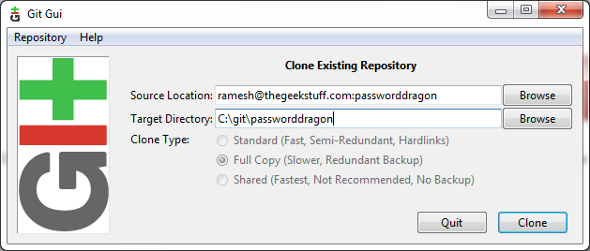 Git Gui
Repository Help
git
Clone Existing Repository
Source Location: ramesh@thegeekstuff.com:passworddragon Browse
Target Directory: C:\git\passworddragon Browse
Clone Type: Standard (Fast, Semi-Redundant, Hardlinks)
Full Copy (Slower, Redundant Backup)
Shared (Fastest, Not Recommended, No Backup)
Quit Clone